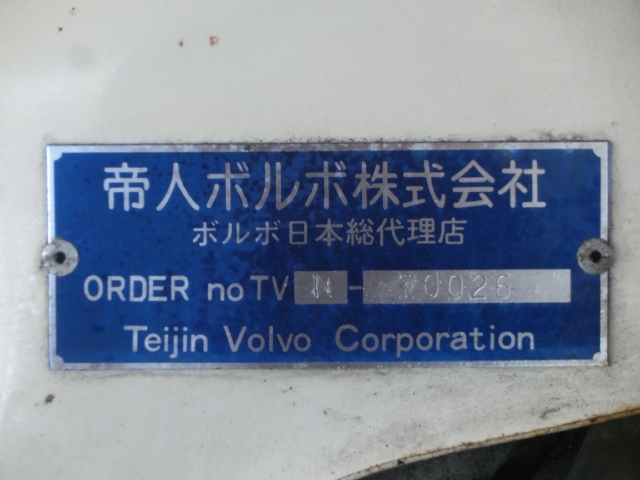 帝人ボルボ株式会社
ボルボ日本総代理店
ORDER no TV N - 70026
Teijin Volvo Corporation